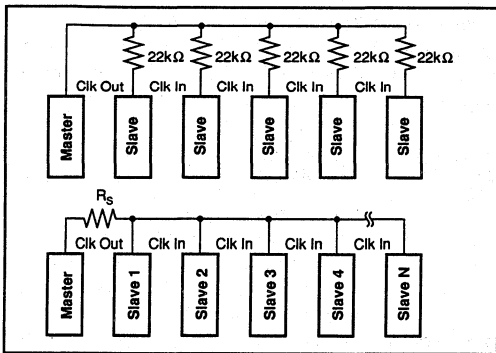 22kΩ 22kΩ 22kΩ 22kΩ 22kΩ
Clk Out Clk In Clk In Clk In Clk In
Master Slave Slave Slave Slave Slave
RS
Clk Out Clk In Clk In Clk In Clk In
Master Slave 1 Slave 2 Slave 3 Slave 4 Slave N